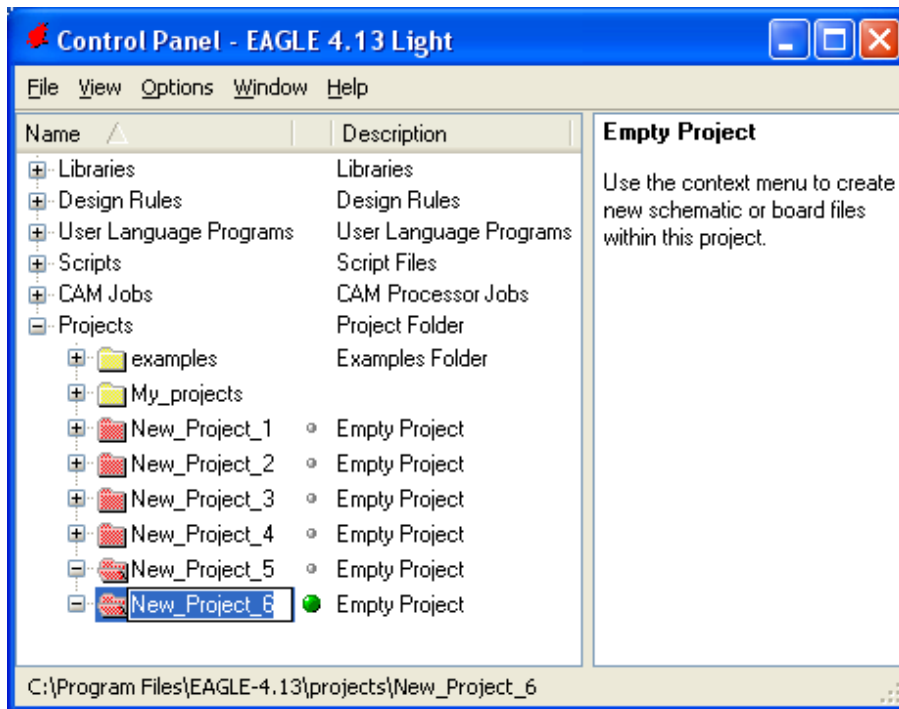 Control Panel - EAGLE 4.13 Light
File View Options Window Help
Name Description
Libraries Libraries
Design Rules Design Rules
User Language Programs User Language Programs
Scripts Script Files
CAM Jobs CAM Processor Jobs
Projects Project Folder
examples Examples Folder
My_projects
New_Project_1 Empty Project
New_Project_2 Empty Project
New_Project_3 Empty Project
New_Project_4 Empty Project
New_Project_5 Empty Project
New_Project_6 Empty Project
Empty Project
Use the context menu to create
new schematic or board files
within this project.
C:\Program Files\EAGLE-4.13\projects\New_Project_6